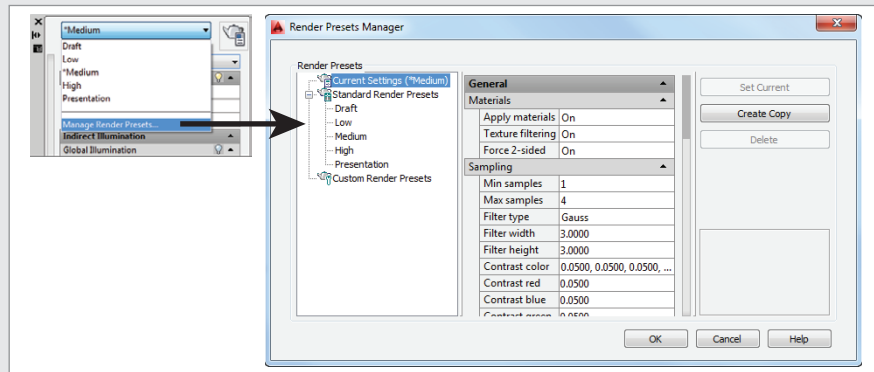 *Medium
Draft
Low
*Medium
High
Presentation
Manage Render Presets...
Indirect Illumination
Global Illumination
Render Presets Manager
Render Presets
Current Settings (*Medium)
Standard Render Presets
Draft
Low
Medium
High
Presentation
Custom Render Presets
General
Materials
Apply materials On
Texture filtering On
Force 2-sided On
Sampling
Min samples 1
Max samples 4
Filter type Gauss
Filter width 3.0000
Filter height 3.0000
Contrast color 0.0500, 0.0500, 0.0500, ...
Contrast red 0.0500
Contrast blue 0.0500
Contrast green 0.0500
Set Current
Create Copy
Delete
OK
Cancel
Help